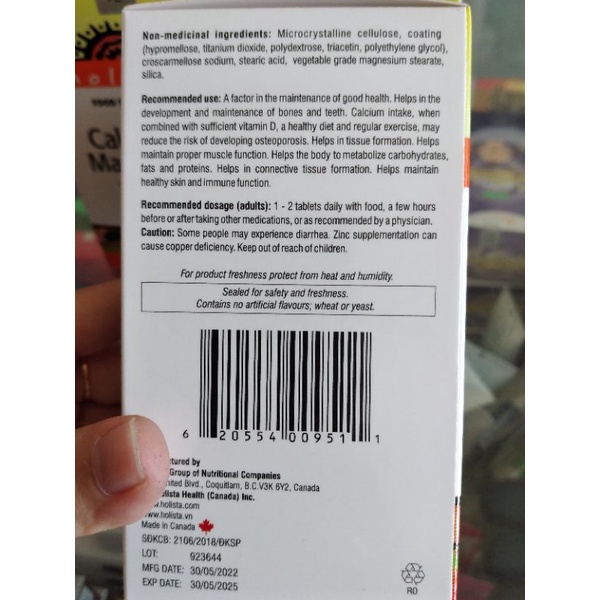 Non-medicinal ingredients: Microcrystalline cellulose, coating
(hypromellose, titanium dioxide, polydextrose, triacetin, polyethylene glycol),
croscarmellose sodium, stearic acid, vegetable grade magnesium stearate,
silica.
Recommended use: A factor in the maintenance of good health. Helps in the
development and maintenance of bones and teeth. Calcium intake, when
combined with sufficient vitamin D, a healthy diet and regular exercise, may
reduce the risk of developing osteoporosis. Helps in tissue formation. Helps
maintain proper muscle function. Helps the body to metabolize carbohydrates,
fats and proteins. Helps in connective tissue formation. Helps maintain
healthy skin and immune function.
Recommended dosage (adults): 1 - 2 tablets daily with food, a few hours
before or after taking other medications, or as recommended by a physician.
Caution: Some people may experience diarrhea. Zinc supplementation can
cause copper deficiency. Keep out of reach of children.
For product freshness protect from heat and humidity.
Sealed for safety and freshness.
Contains no artificial flavours; wheat or yeast.
6 20554 00951 1
tured by
Group of Nutritional Companies
Blvd., Coquitlam, B.C. V3K 6Y2, Canada
lista Health (Canada) Inc.
.holista.com
www.holista.vn
Made in Canada
SĐKCB: 2106/2018/ĐKSP
LOT: 923644
MFG DATE: 30/05/2022
EXP DATE: 30/05/2025
RO
Cal
Ma